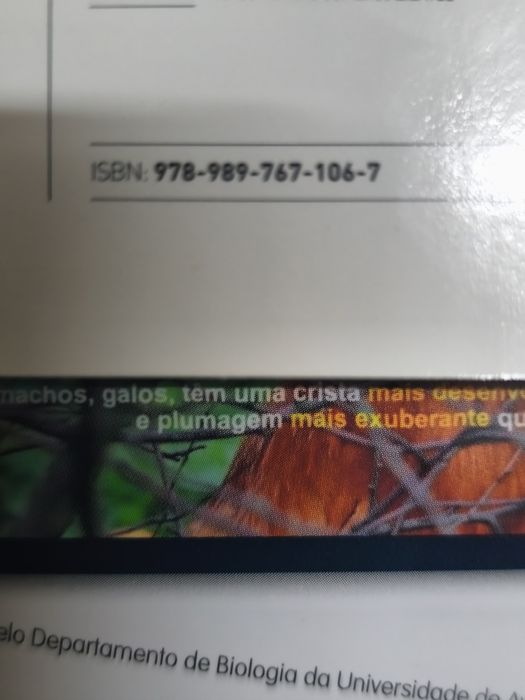 ISBN: 978-989-767-106-7
machos, galos, têm uma crista mais
e plumagem mais exuberante
Departamento de Biologia da Universidade de